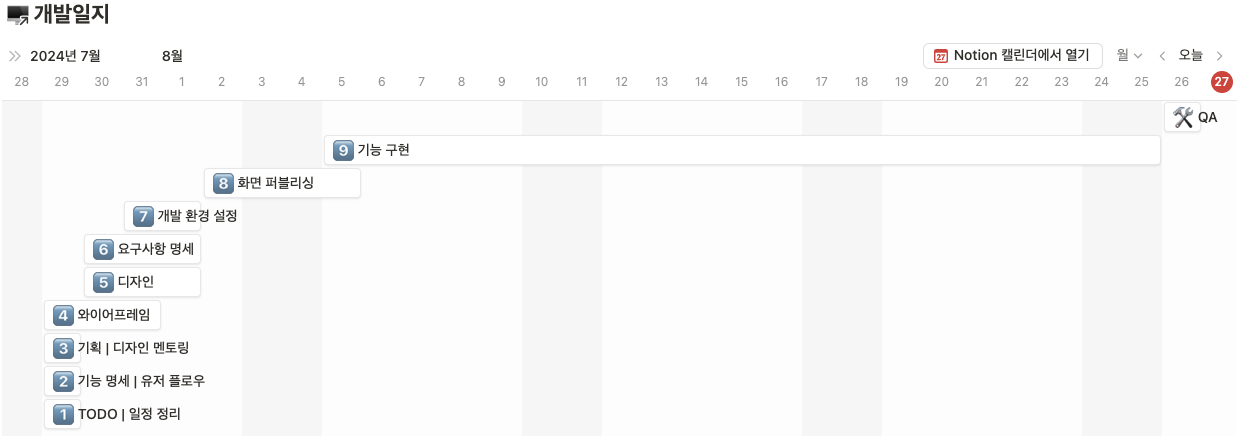 개발일지
2024년 7월 8월 27 Notion 캘린더에서 열기 월 오늘
28 29 30 31 1 2 3 4 5 6 7 8 9 10 11 12 13 14 15 16 17 18 19 20 21 22 23 24 25 26 27
QA
9 기능 구현
8 화면 퍼블리싱
7 개발 환경 설정
6 요구사항 명세
5 디자인
4 와이어프레임
3 기획 | 디자인 멘토링
2 기능 명세 | 유저 플로우
1 TODO | 일정 정리